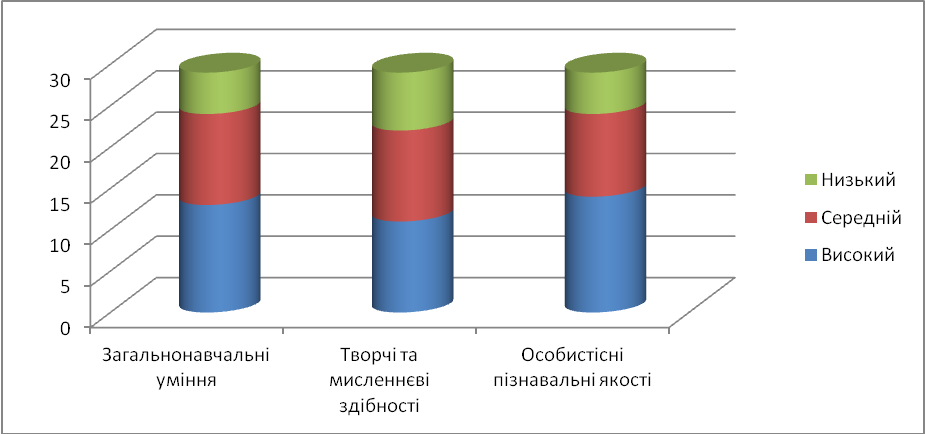 30
25
20
15
10
5
0
Загальнонавчальні
уміння
Творчі та
мисленнєві
здібності
Особистісні
пізнавальні якості
Низький
Середній
Високий